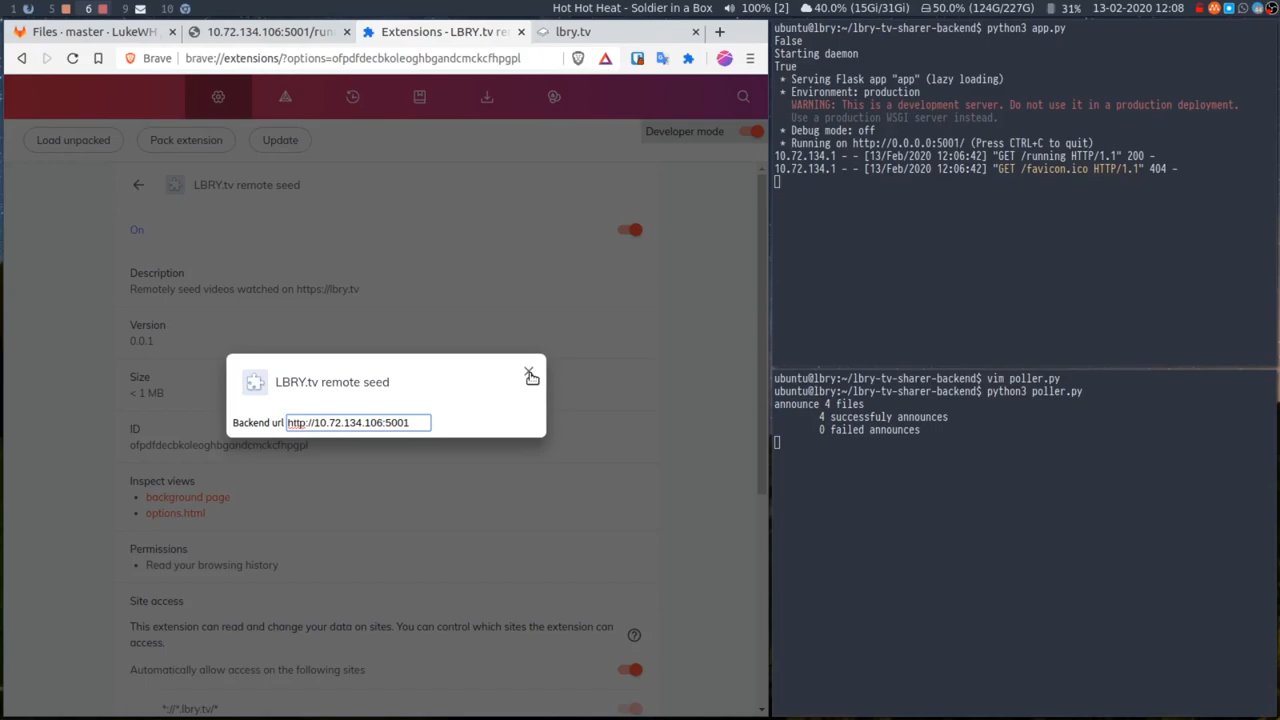 1 5 6 9 10 Hot Hot Heat - Soldier in a Box 100% [2] 40.0% (15Gi/31Gi) 50.0% (124G/227G) 31% 13-02-2020 12:08
Files · master · LukeWH 10.72.134.106:5001/run Extensions - LBRY.tv re lbry.tv
Brave brave://extensions/?options=ofpdfdecbkoleoghbgandcmckcfhpgpl
Load unpacked Pack extension Update Developer mode
LBRY.tv remote seed
On
Description
Remotely seed videos watched on https://lbry.tv
Version
0.0.1
Size
< 1 MB
LBRY.tv remote seed
Backend url http://10.72.134.106:5001
ID
ofpdfdecbkoleoghbgandcmckcfhpgpl
Inspect views
background page
options.html
Permissions
Read your browsing history
Site access
This extension can read and change your data on sites. You can control which sites the extension can
access.
Automatically allow access on the following sites
*://*.lbry.tv/*
ubuntu@lbry:~/lbry-tv-sharer-backend$ python3 app.py
False
Starting daemon
True
* Serving Flask app "app" (lazy loading)
* Environment: production
WARNING: This is a development server. Do not use it in a production deployment.
Use a production WSGI server instead.
* Debug mode: off
* Running on http://0.0.0.0:5001/ (Press CTRL+C to quit)
10.72.134.1 - - [13/Feb/2020 12:06:42] "GET /running HTTP/1.1" 200 -
10.72.134.1 - - [13/Feb/2020 12:06:42] "GET /favicon.ico HTTP/1.1" 404 -
ubuntu@lbry:~/lbry-tv-sharer-backend$ vim poller.py
ubuntu@lbry:~/lbry-tv-sharer-backend$ python3 poller.py
announce 4 files
4 successfuly announces
0 failed announces